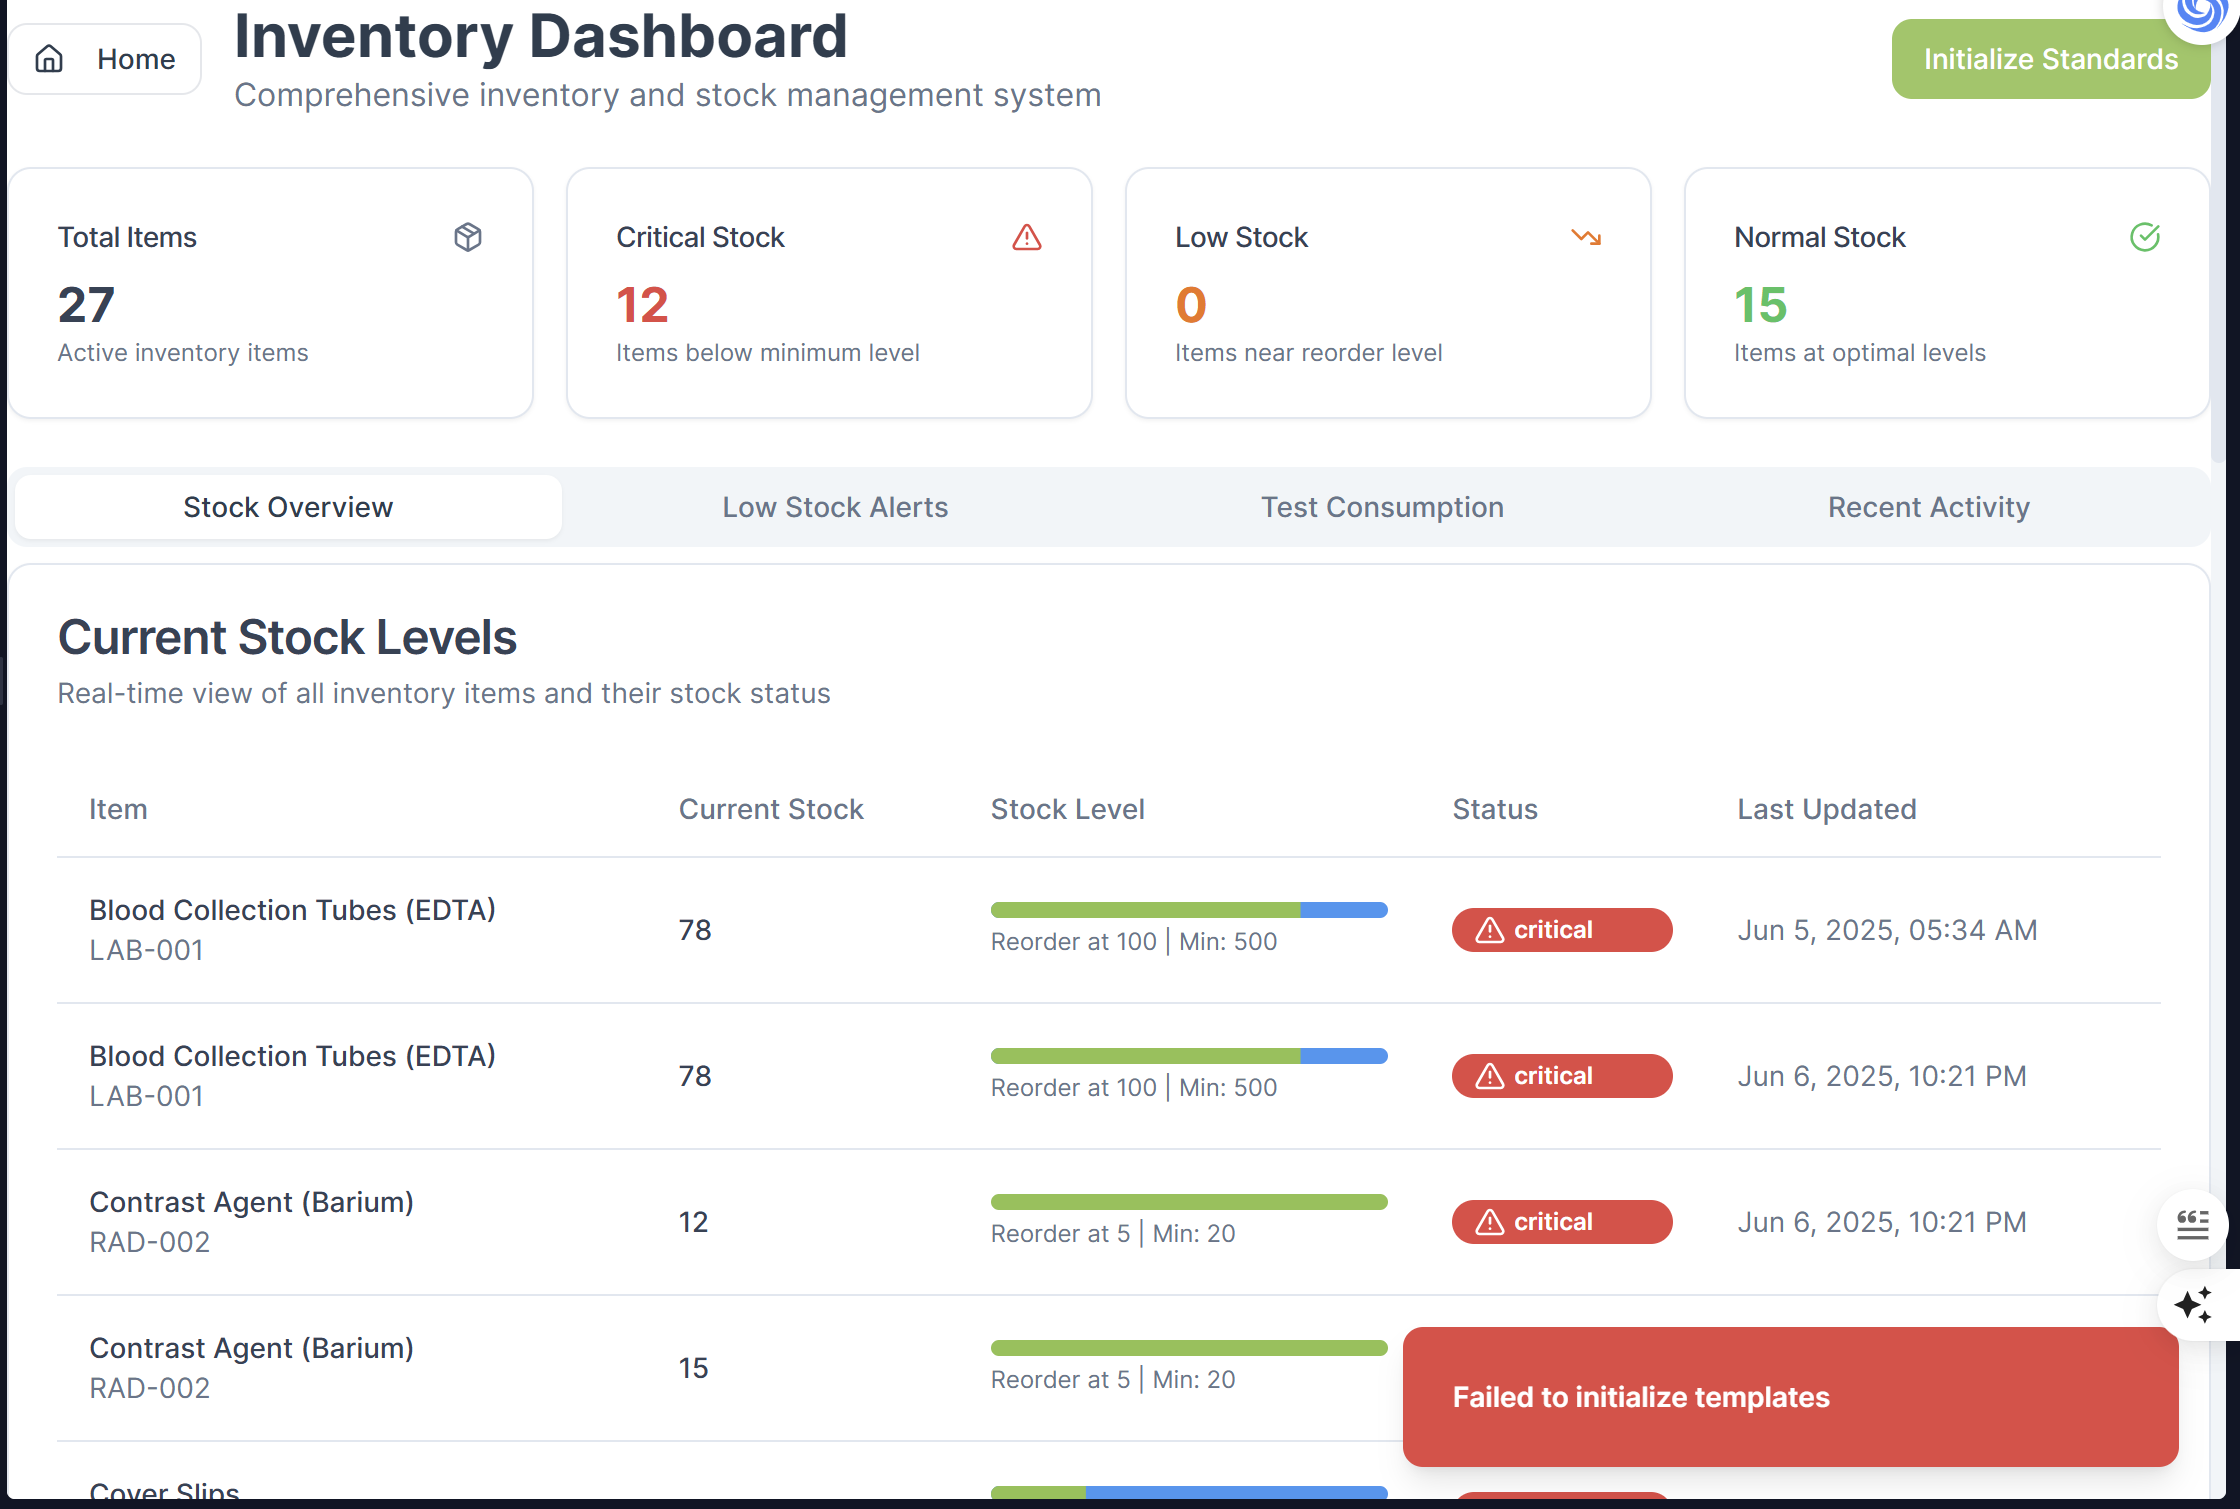 Home
Inventory Dashboard
Comprehensive inventory and stock management system
Initialize Standards
Total Items
27
Active inventory items
Critical Stock
12
Items below minimum level
Low Stock
0
Items near reorder level
Normal Stock
15
Items at optimal levels
Stock Overview
Low Stock Alerts
Test Consumption
Recent Activity
Current Stock Levels
Real-time view of all inventory items and their stock status
Item Current Stock Stock Level Status Last Updated
Blood Collection Tubes (EDTA)
LAB-001
78
Reorder at 100 | Min: 500
critical
Jun 5, 2025, 05:34 AM
Blood Collection Tubes (EDTA)
LAB-001
78
Reorder at 100 | Min: 500
critical
Jun 6, 2025, 10:21 PM
Contrast Agent (Barium)
RAD-002
12
Reorder at 5 | Min: 20
critical
Jun 6, 2025, 10:21 PM
Contrast Agent (Barium)
RAD-002
15
Reorder at 5 | Min: 20
Failed to initialize templates
Cover Slips